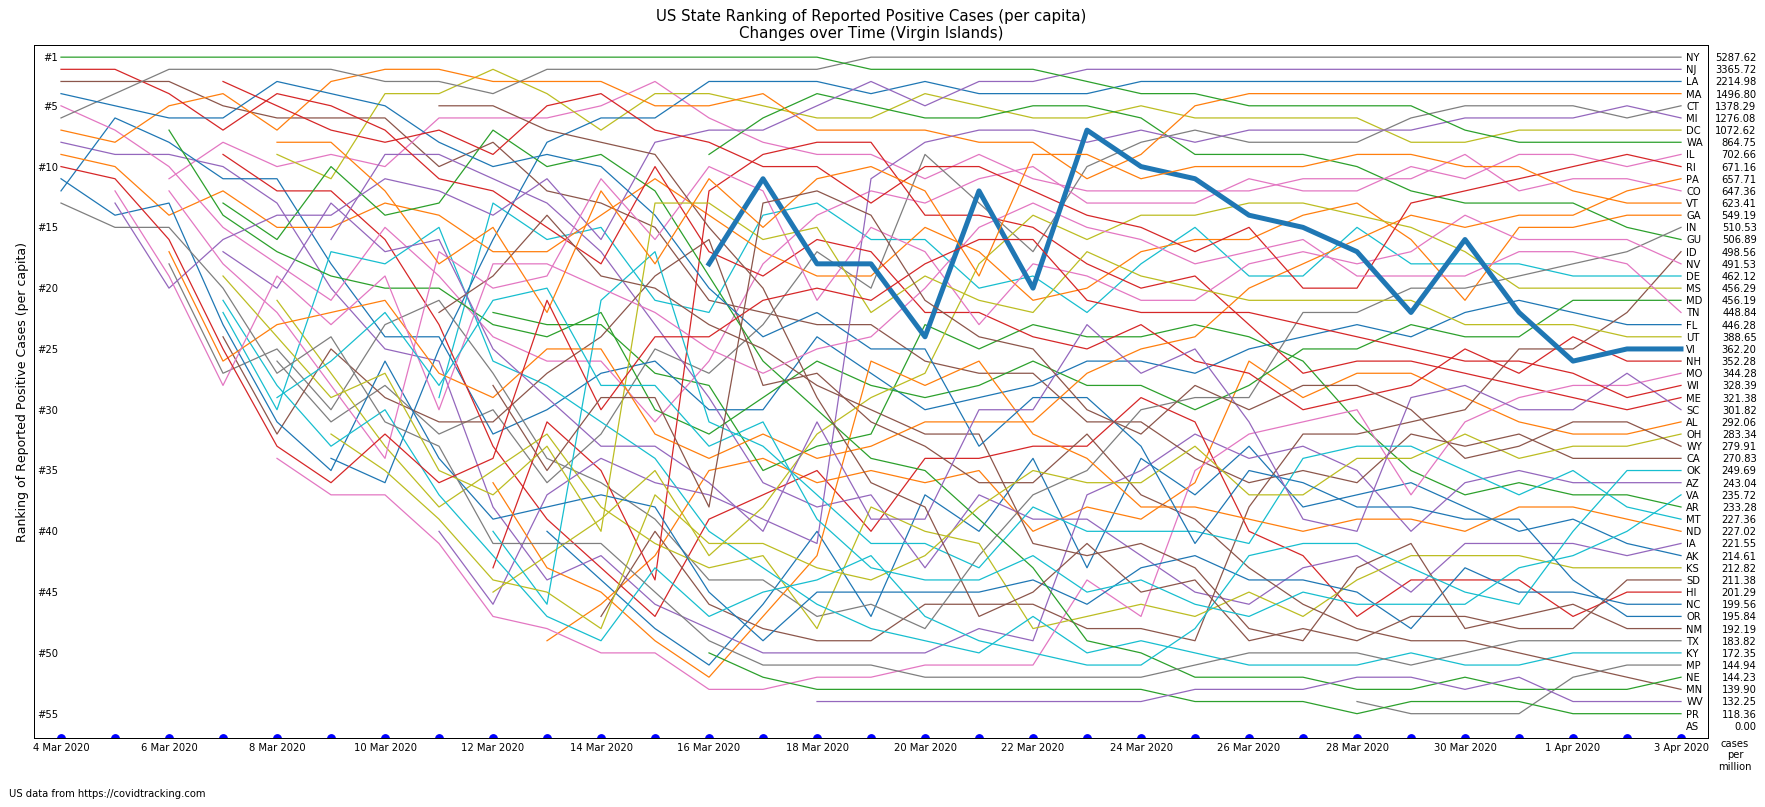 US State Ranking of Reported Positive Cases (per capita)
Changes over Time (Virgin Islands)
Ranking of Reported Positive Cases (per capita)
#1
#5
#10
#15
#20
#25
#30
#35
#40
#45
#50
#55
NY 5287.62
NJ 3365.72
LA 2214.98
MA 1496.80
CT 1378.29
MI 1276.08
DC 1072.62
WA 864.75
IL 702.66
RI 671.16
PA 657.71
CO 647.36
VT 623.41
GA 549.19
IN 510.53
GU 506.89
ID 498.56
NV 491.53
DE 462.12
MS 456.29
MD 456.19
TN 448.84
FL 446.28
UT 388.65
VI 362.20
NH 352.28
MO 344.28
WI 328.39
ME 321.38
SC 301.82
AL 292.06
OH 283.34
WY 279.91
CA 270.83
OK 249.69
AZ 243.04
VA 235.72
AR 233.28
MT 227.36
ND 227.02
IA 221.55
AK 214.61
KS 212.82
SD 211.38
HI 201.29
NC 199.56
OR 195.84
NM 192.19
TX 183.82
KY 172.35
MP 144.94
NE 144.23
MN 139.90
WV 132.25
PR 118.36
AS 0.00
4 Mar 2020 6 Mar 2020 8 Mar 2020 10 Mar 2020 12 Mar 2020 14 Mar 2020 16 Mar 2020 18 Mar 2020 20 Mar 2020 22 Mar 2020 24 Mar 2020 26 Mar 2020 28 Mar 2020 30 Mar 2020 1 Apr 2020 3 Apr 2020
cases
per
million
US data from https://covidtracking.com